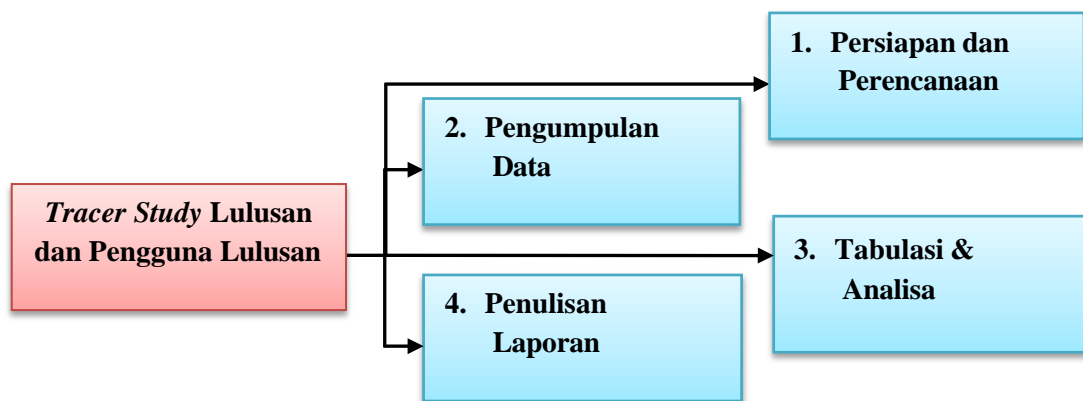 1. Persiapan dan
Perencanaan
2. Pengumpulan
Data
Tracer Study Lulusan
dan Pengguna Lulusan
3. Tabulasi &
Analisa
4. Penulisan
Laporan